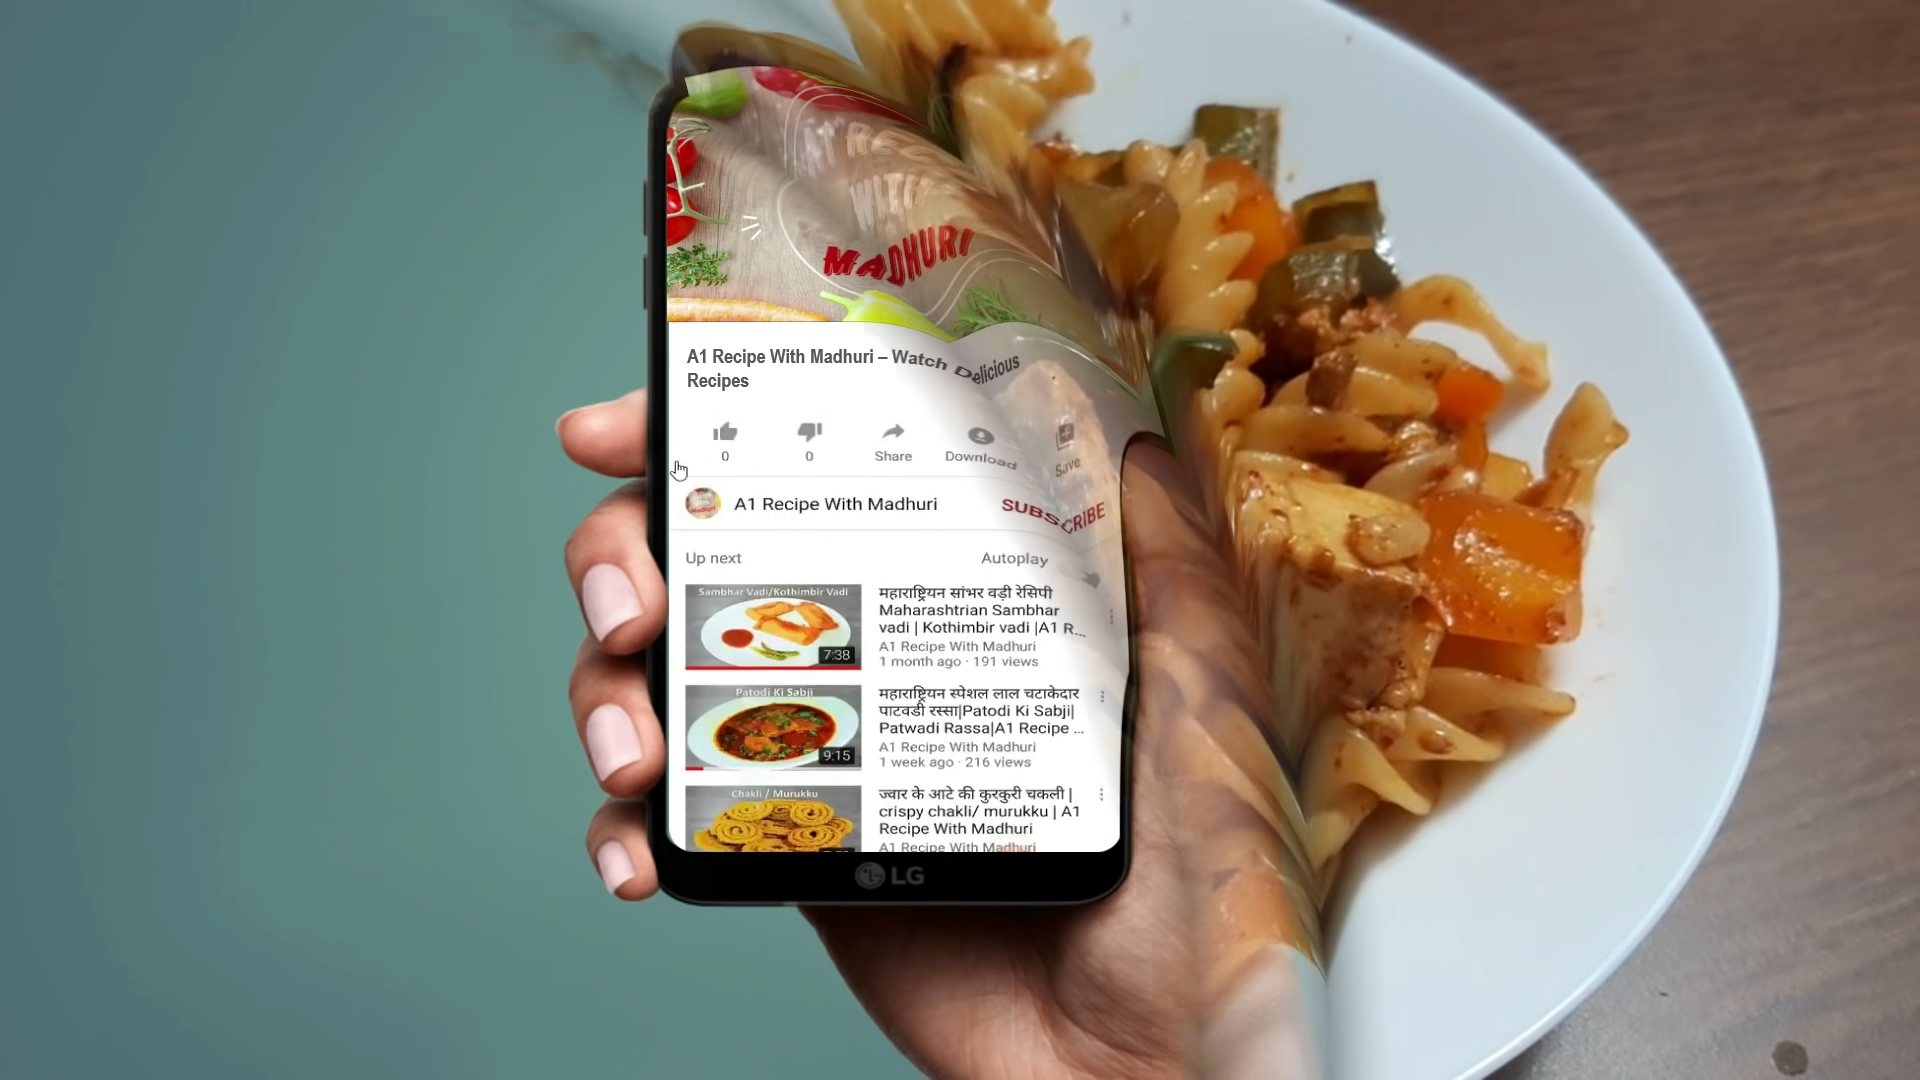 A1 RECIPE
WITH
MADHURI
A1 Recipe With Madhuri – Watch Delicious
Recipes
0
0
Share
Download
Save
A1 Recipe With Madhuri
SUBSCRIBE
Up next
Autoplay
Sambhar Vadi/Kothimbir Vadi
7:38
महाराष्ट्रियन सांभर वड़ी रेसिपी
Maharashtrian Sambhar
vadi | Kothimbir vadi |A1 R...
A1 Recipe With Madhuri
1 month ago · 191 views
Patodi Ki Sabji
9:15
महाराष्ट्रियन स्पेशल लाल चटाकेदार
पाटवडी रस्सा|Patodi Ki Sabji|
Patwadi Rassa|A1 Recipe ...
A1 Recipe With Madhuri
1 week ago · 216 views
Chakli / Murukku
ज्वार के आटे की कुरकुरी चकली |
crispy chakli/ murukku | A1
Recipe With Madhuri
A1 Recipe With Madhuri
LG